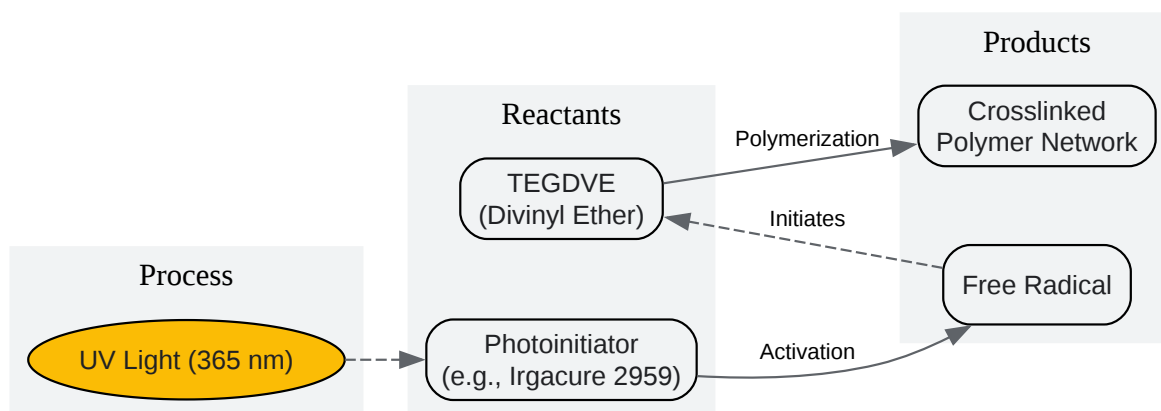 Products
Crosslinked
Polymer Network
Reactants
Polymerization
TEGDVE
(Divinyl Ether)
Initiates
Free Radical
Process
UV Light (365 nm)
Photoinitiator
(e.g., Irgacure 2959)
Activation